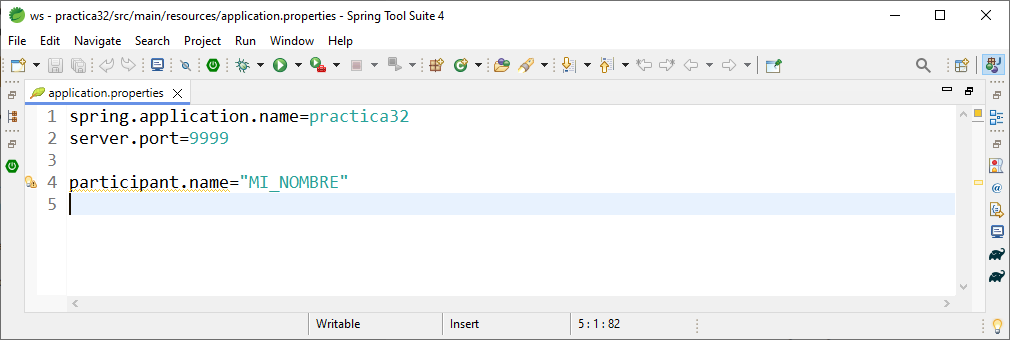 ws - practica32/src/main/resources/application.properties - Spring Tool Suite 4
File Edit Navigate Search Project Run Window Help
application.properties
1 spring.application.name=practica32
2 server.port=9999
3
4 participant.name="MI_NOMBRE"
5
Writable Insert 5 : 1 : 82